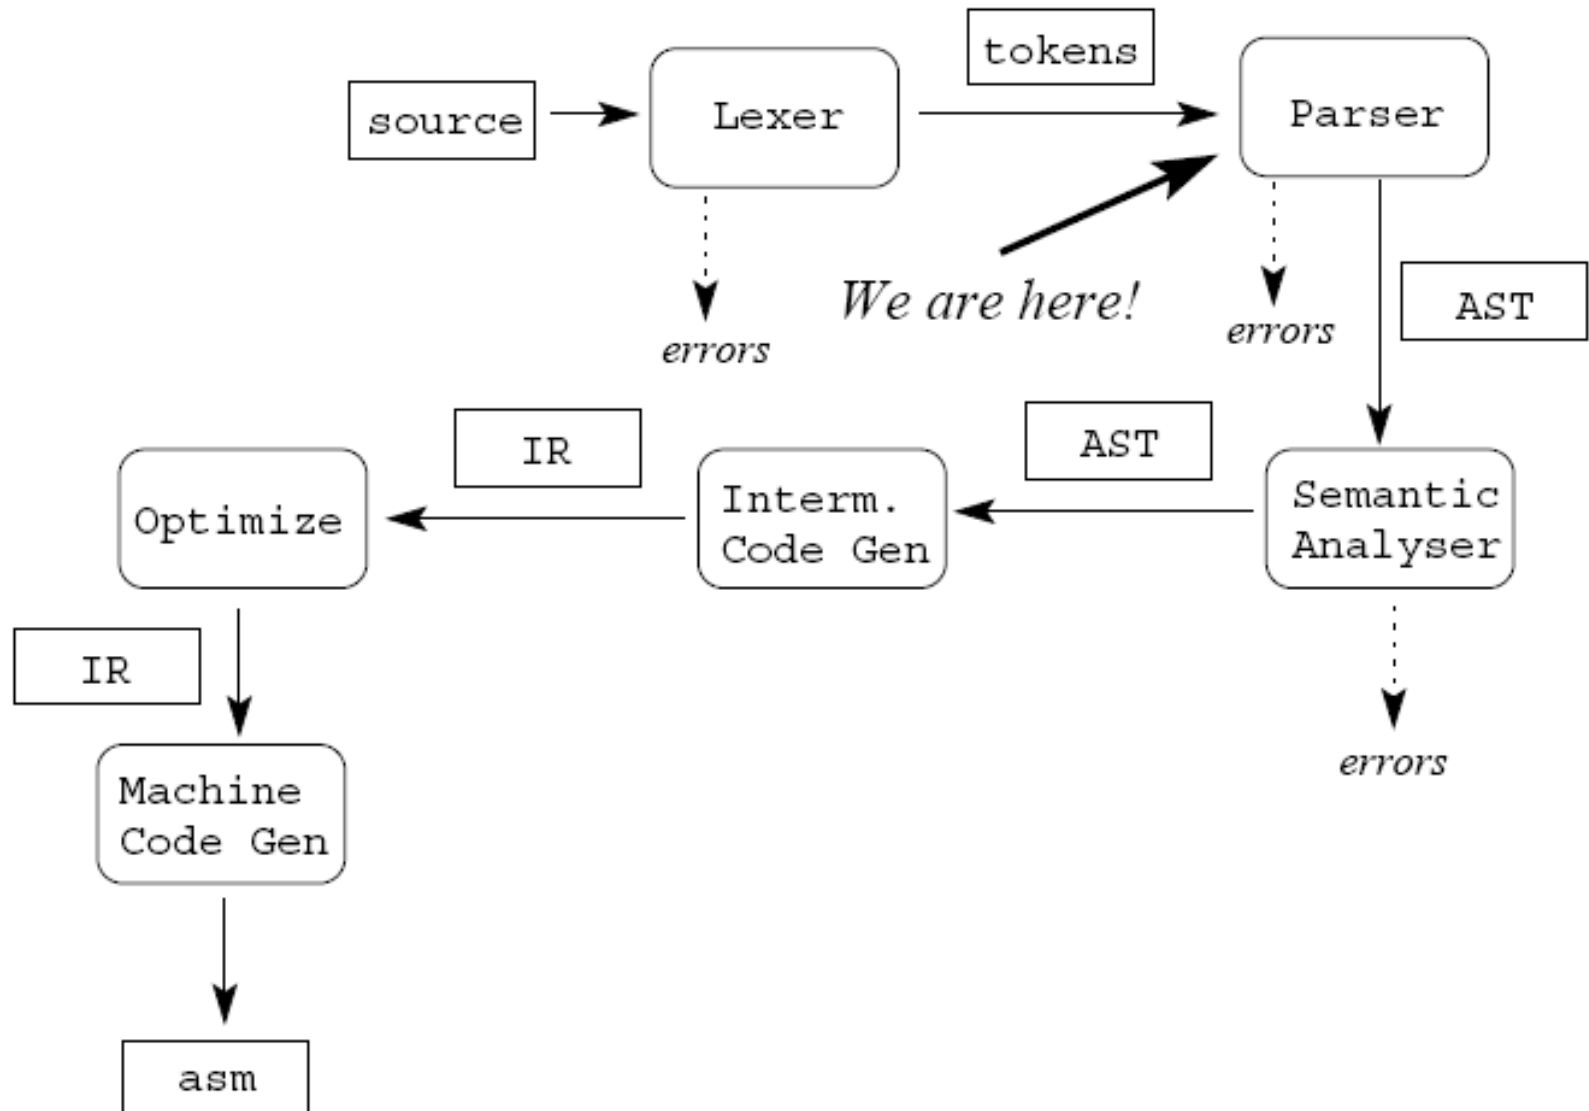 tokens
source
Lexer
Parser
We are here!
errors
errors
AST
IR
AST
Optimize
Interm.
Code Gen
Semantic
Analyser
IR
errors
Machine
Code Gen
asm